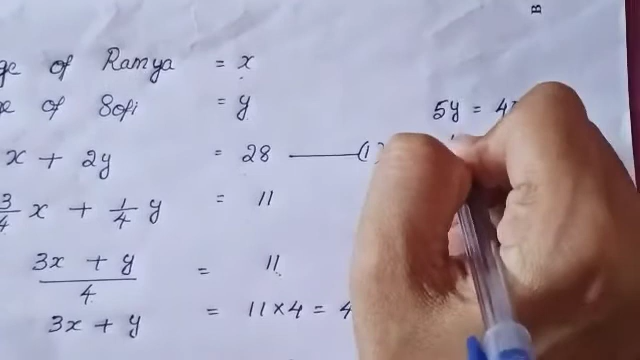 of Ramya = x
of Sofi = y
x + 2y = 28 ——— (1)
3/4 x + 1/4 y = 11
3x + y / 4 = 11
3x + y = 11 × 4 = 4
5y = 4
B